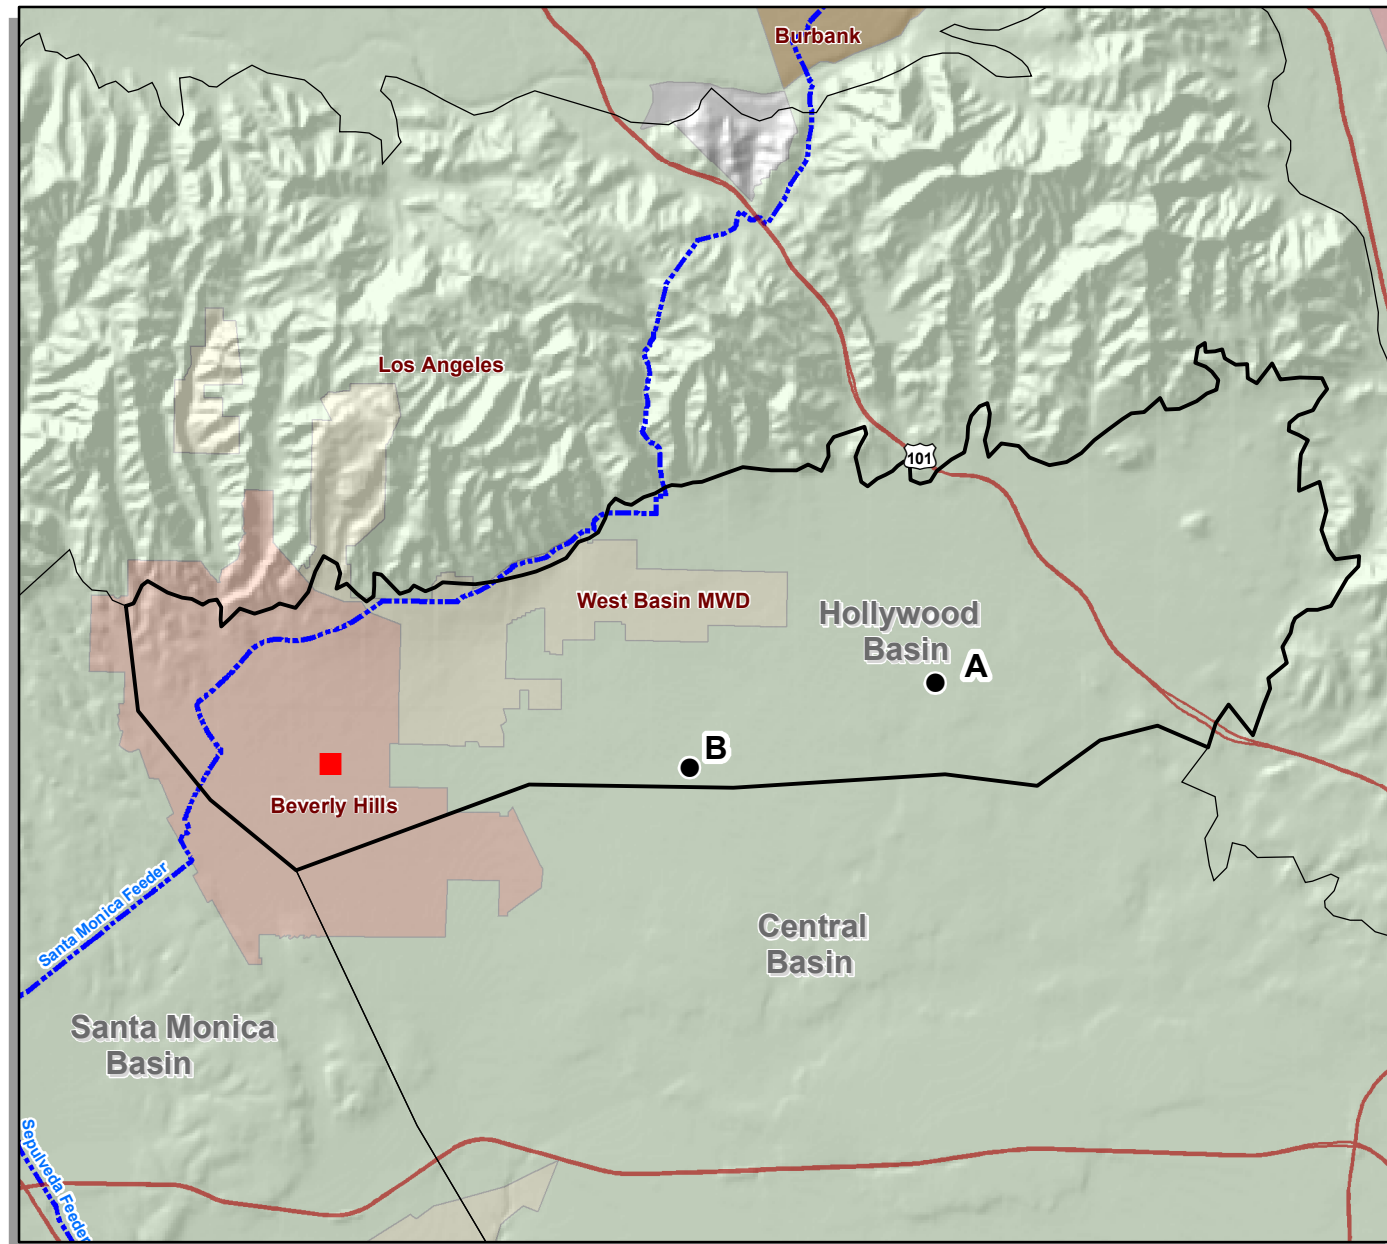 Burbank
Los Angeles
101
West Basin MWD
Hollywood
Basin
A
B
Beverly Hills
Santa Monica Feeder
Central
Basin
Santa Monica
Basin
Sepulveda Feeder